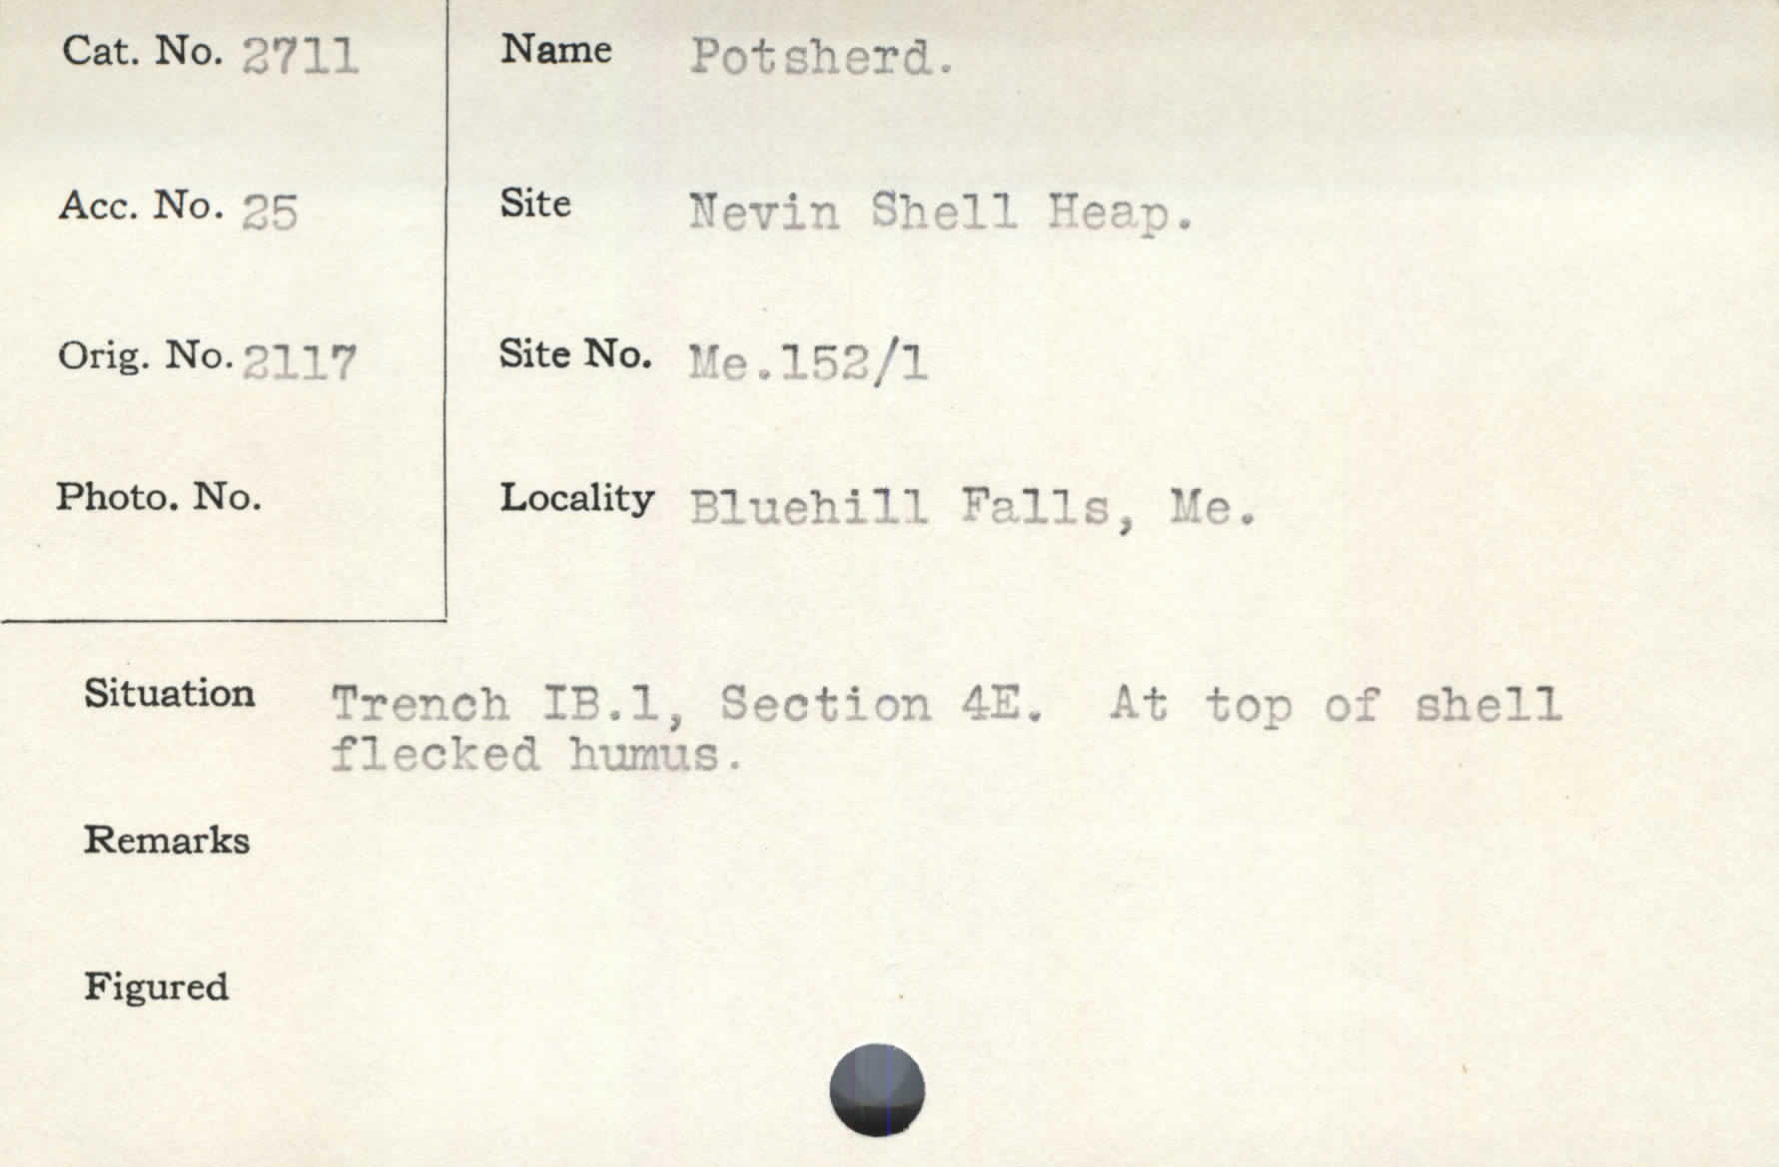 Cat. No. 2711
Name Potsherd.
Acc. No. 25
Site Nevin Shell Heap.
Orig. No. 2117
Site No. Me.152/1
Photo. No.
Locality Bluehill Falls, Me.
Situation Trench IB.1, Section 4E. At top of shell
flecked humus.
Remarks
Figured